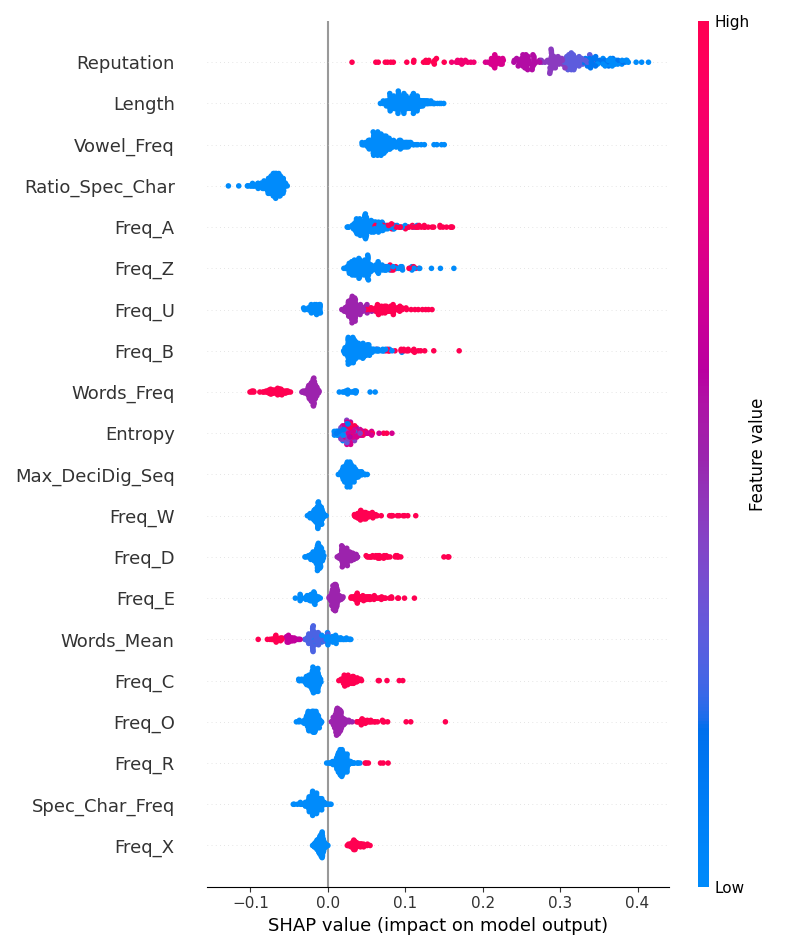 High
Reputation
Length
Vowel_Freq
Ratio_Spec_Char
Freq_A
Freq_Z
Freq_U
Freq_B
Words_Freq
Entropy
Max_DeciDig_Seq
Freq_W
Freq_D
Freq_E
Words_Mean
Freq_C
Freq_O
Freq_R
Spec_Char_Freq
Freq_X
Feature value
Low
−0.1 0.0 0.1 0.2 0.3 0.4
SHAP value (impact on model output)